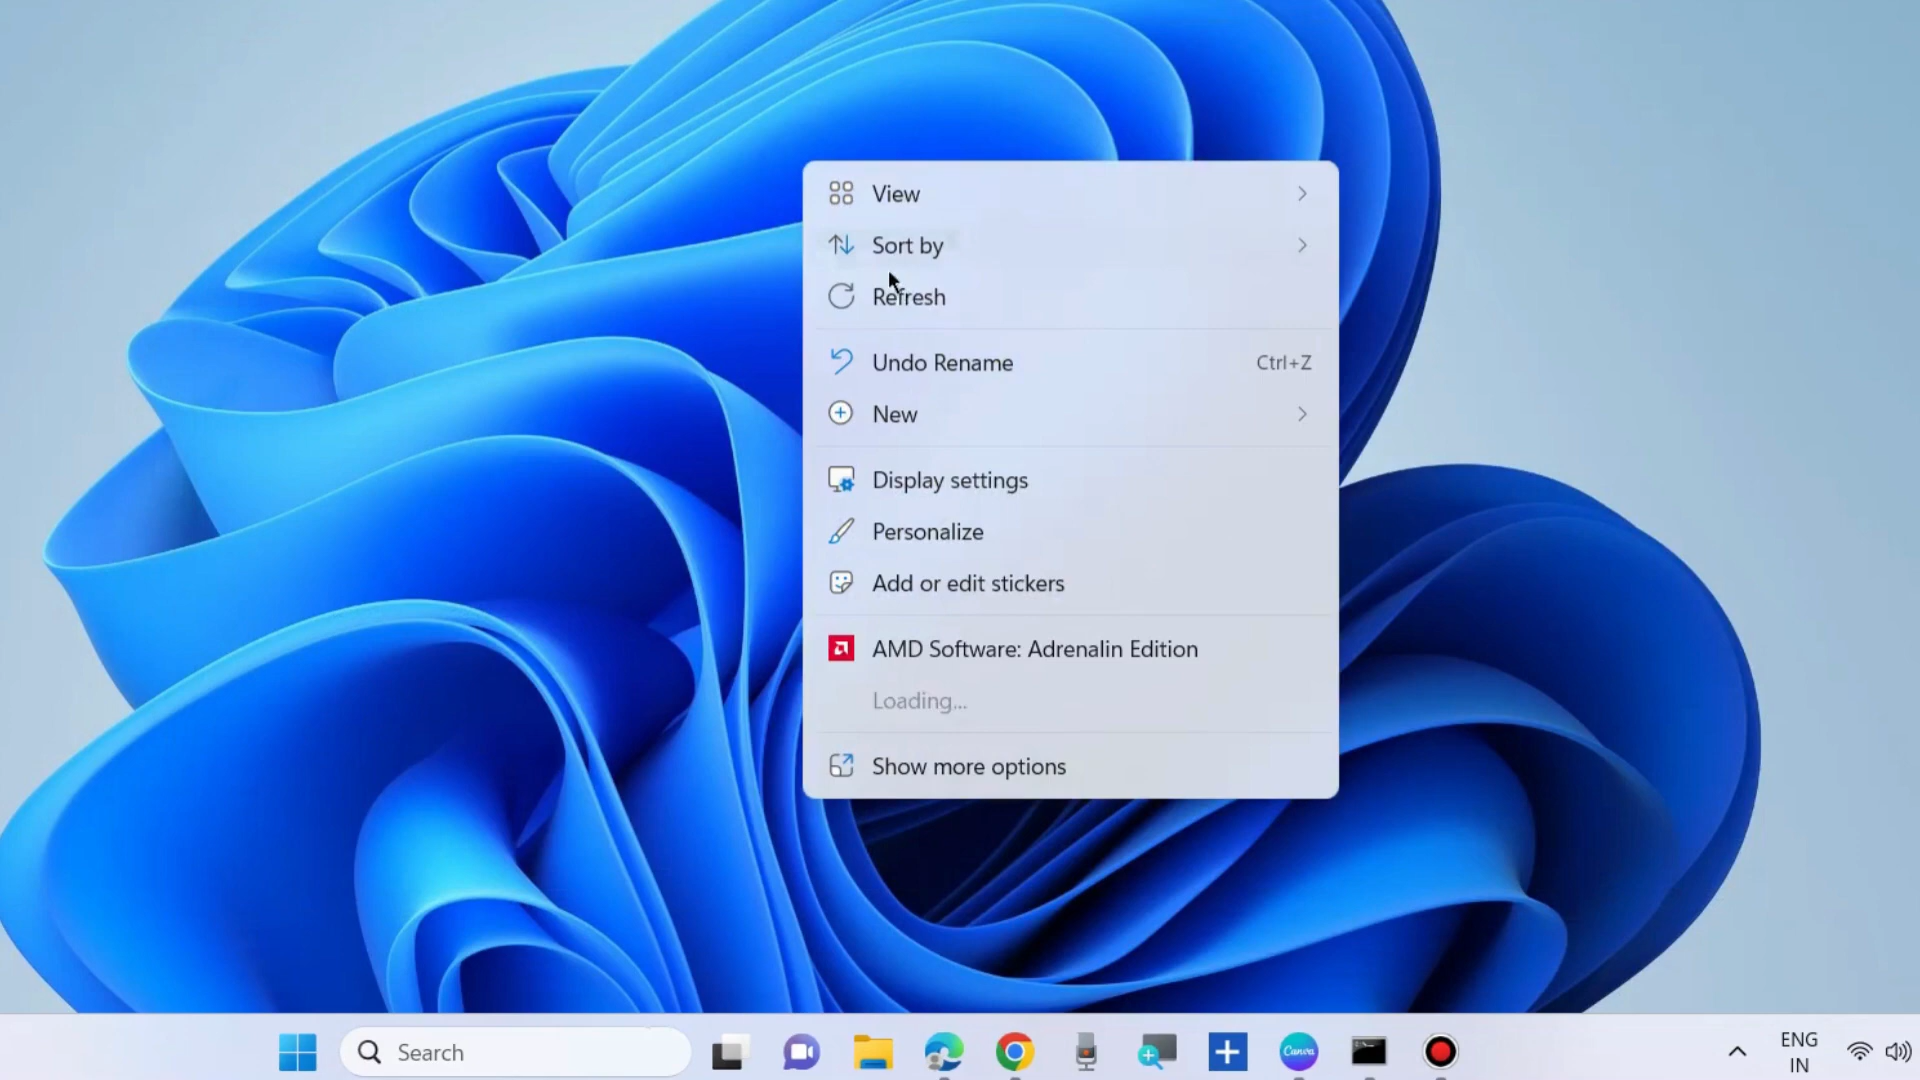 View
Sort by
Refresh
Undo Rename Ctrl+Z
New
Display settings
Personalize
Add or edit stickers
AMD Software: Adrenalin Edition
Loading...
Show more options
Search
Canva
ENG
IN